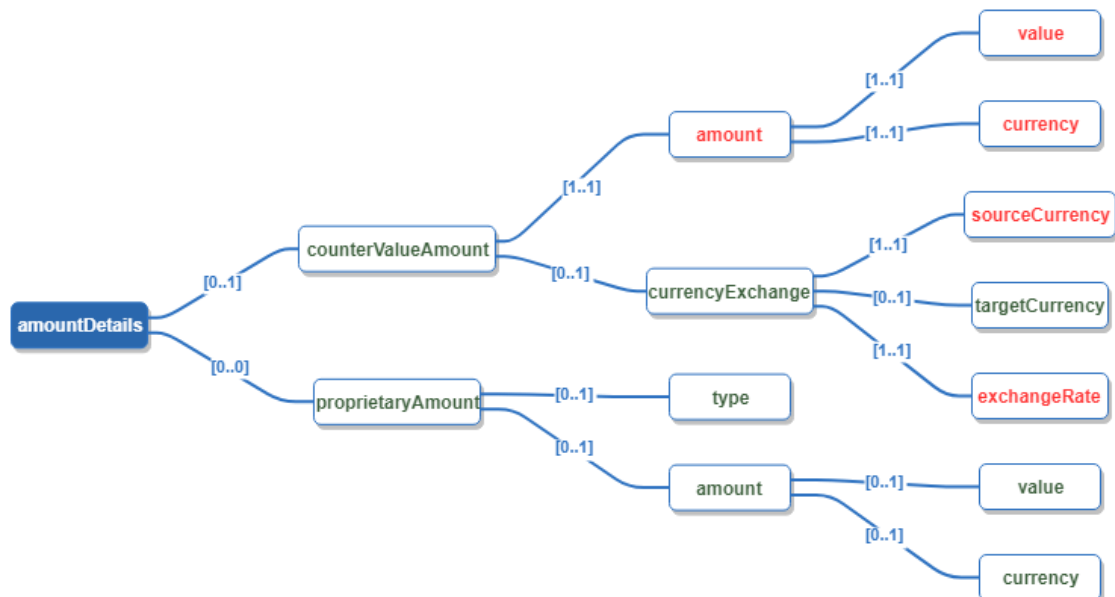 value
[1..1]
amount
[1..1]
currency
[1..1]
sourceCurrency
counterValueAmount
[1..1]
[0..1]
[0..1]
currencyExchange
[0..1]
targetCurrency
amountDetails
[1..1]
[0..0]
proprietaryAmount
[0..1]
type
exchangeRate
[0..1]
amount
[0..1]
value
[0..1]
currency